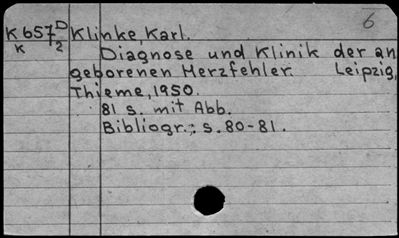 6
K 657 D Klinke, Karl.
K 2 Diagnose und Klinik der an
geborenen Herzfehler. Leipzig,
Thieme, 1950.
81 s. mit Abb.
Bibliogr.: s. 80-81.